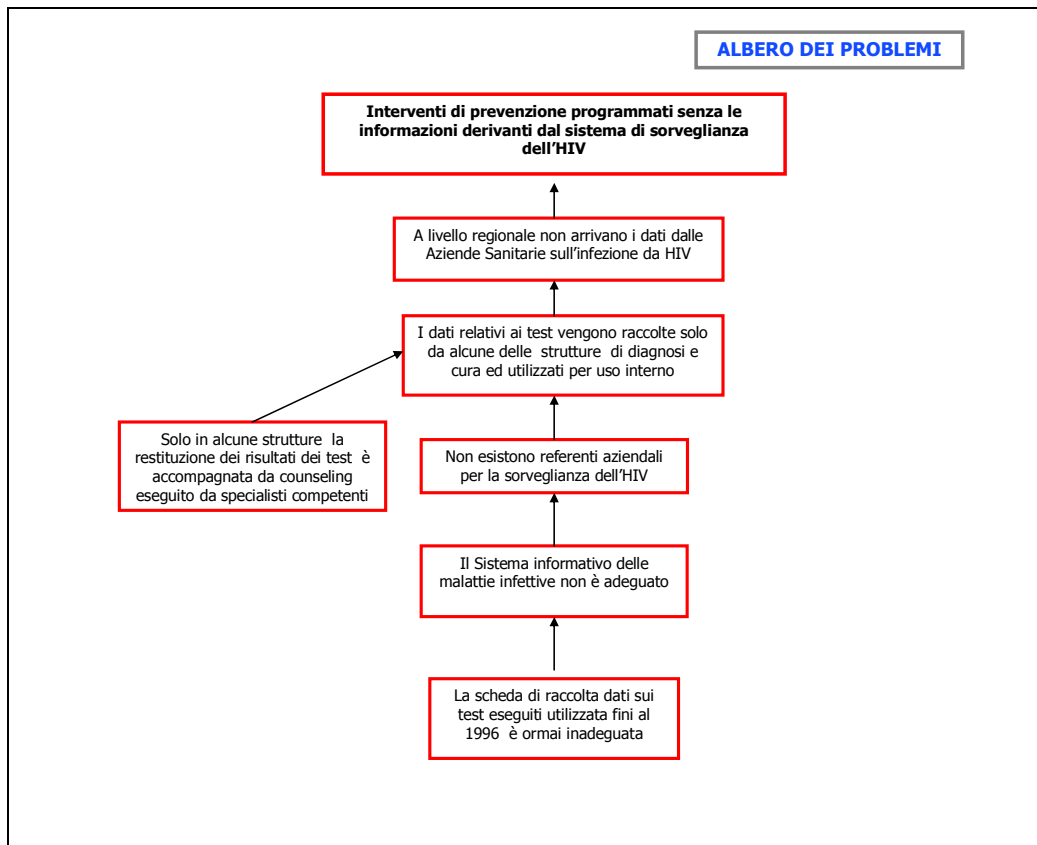 ALBERO DEI PROBLEMI
Interventi di prevenzione programmati senza le
informazioni derivanti dal sistema di sorveglianza
dell’HIV
A livello regionale non arrivano i dati dalle
Aziende Sanitarie sull’infezione da HIV
I dati relativi ai test vengono raccolte solo
da alcune delle strutture di diagnosi e
cura ed utilizzati per uso interno
Solo in alcune strutture la
restituzione dei risultati dei test è
accompagnata da counseling
eseguito da specialisti competenti
Non esistono referenti aziendali
per la sorveglianza dell’HIV
Il Sistema informativo delle
malattie infettive non è adeguato
La scheda di raccolta dati sui
test eseguiti utilizzata fini al
1996 è ormai inadeguata